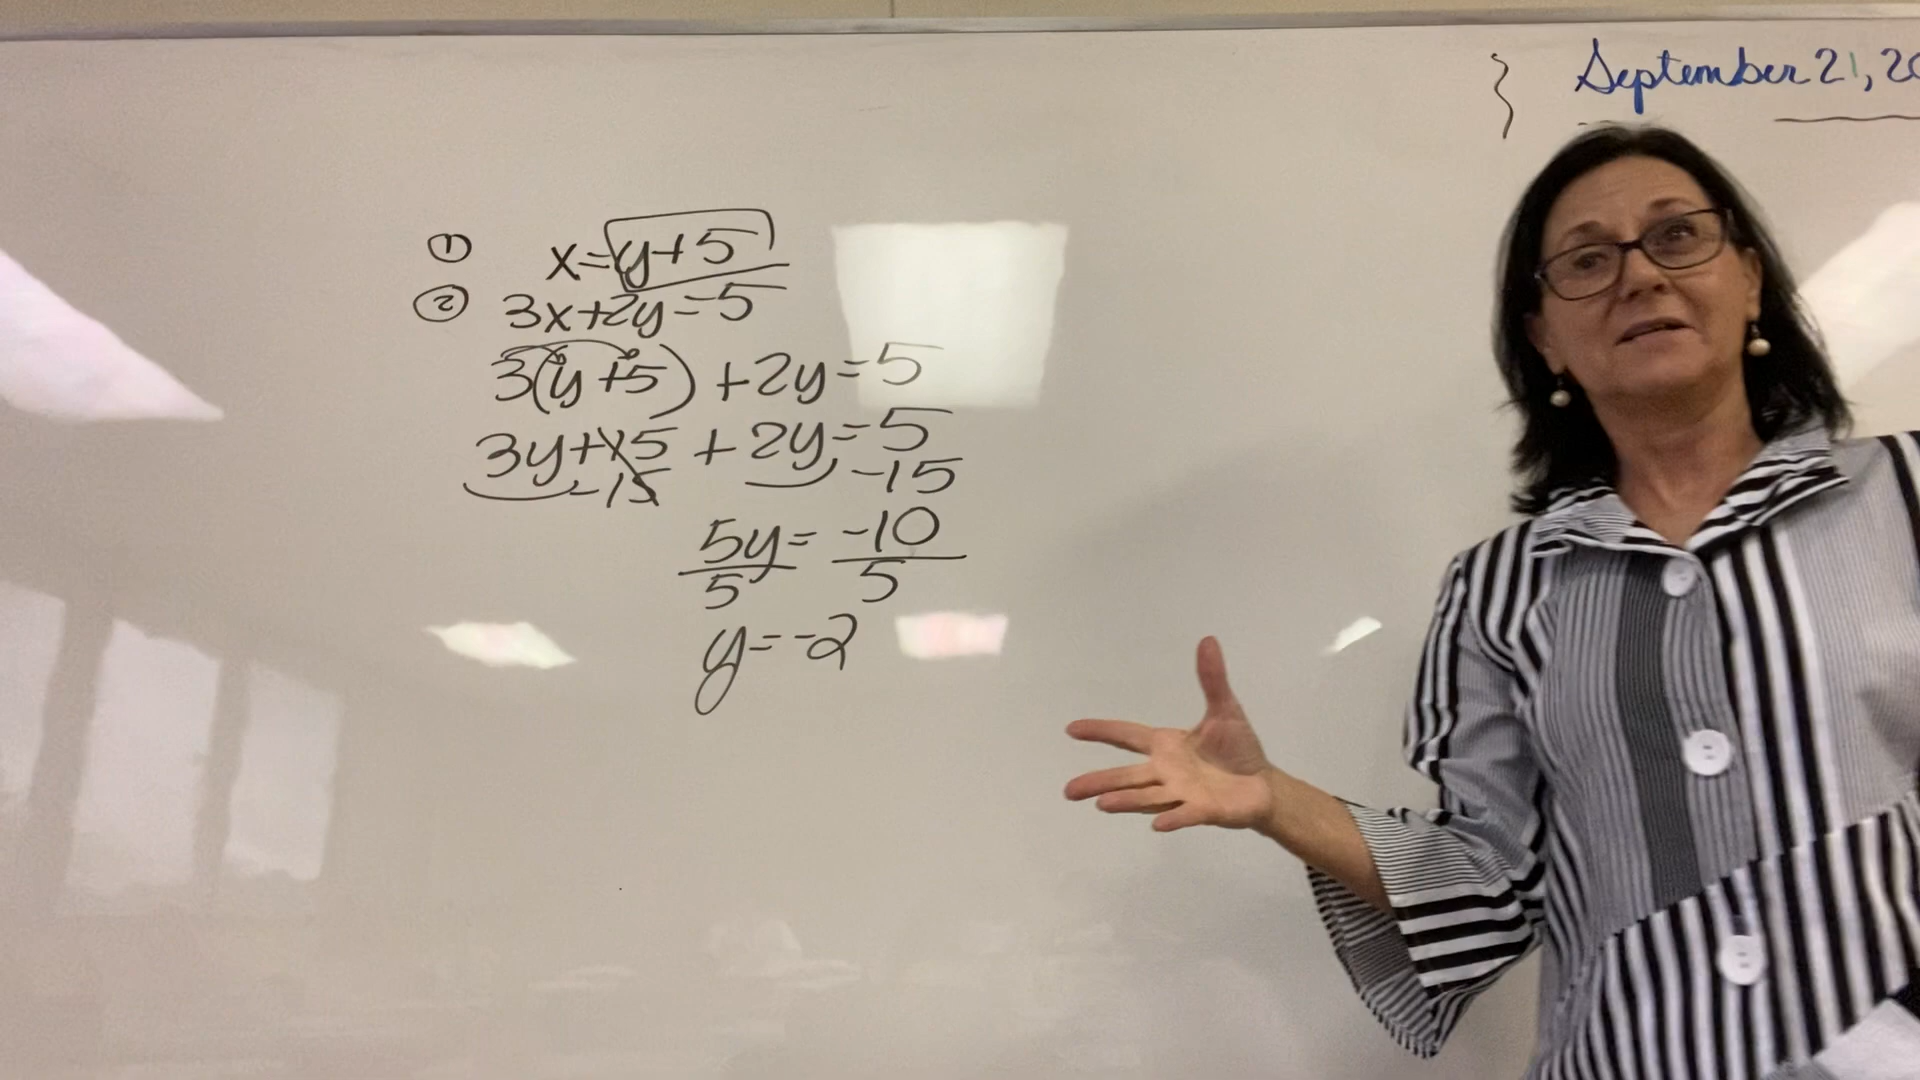 September 21, 20
① x=y+5
② 3x+2y=5
3(y+5)+2y=5
3y+15+2y=5
-15 -15
5y=-10
5 5
y=-2